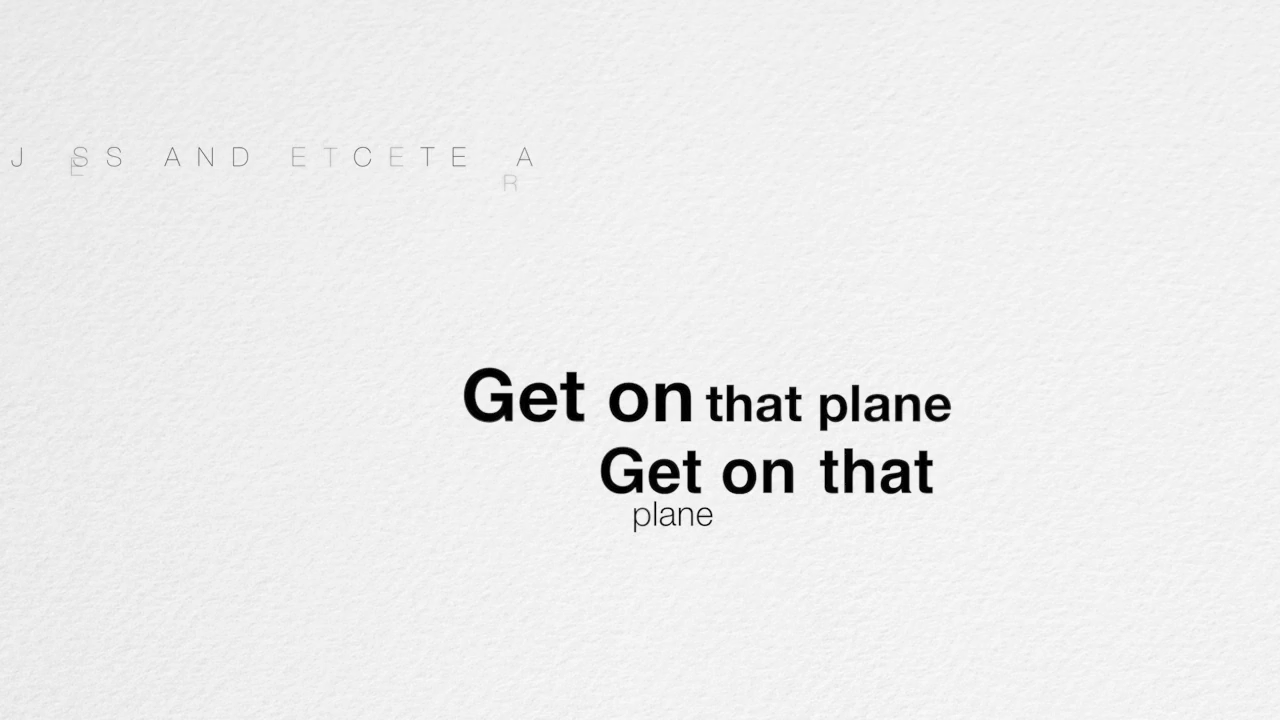 JESS AND ETCETERA
Get on that plane
Get on that
plane